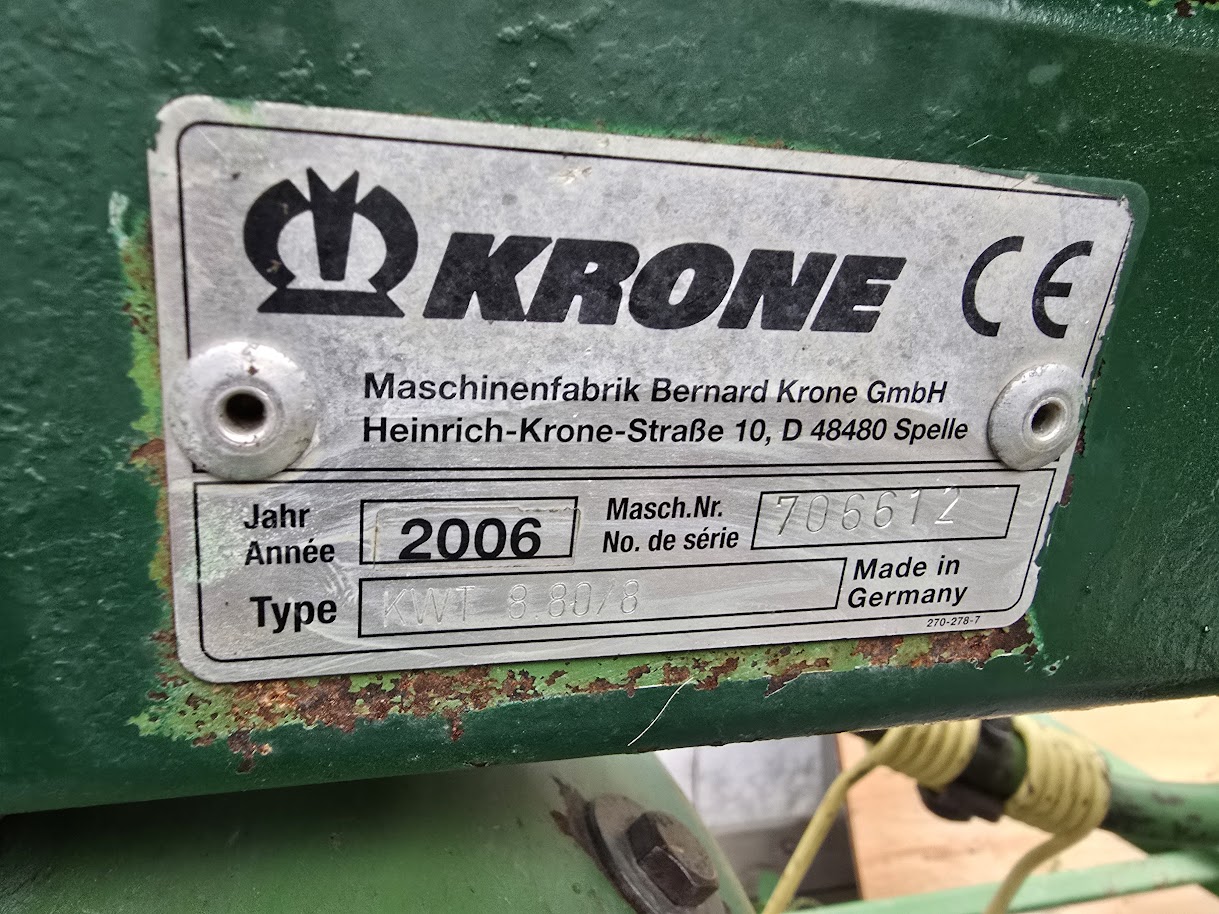 KRONE CE
Maschinenfabrik Bernard Krone GmbH
Heinrich-Krone-Straße 10, D 48480 Spelle
Jahr
Année
2006
Masch.Nr.
No. de série
706612
Type
KWT 8.80/8
Made in
Germany
270-278-7